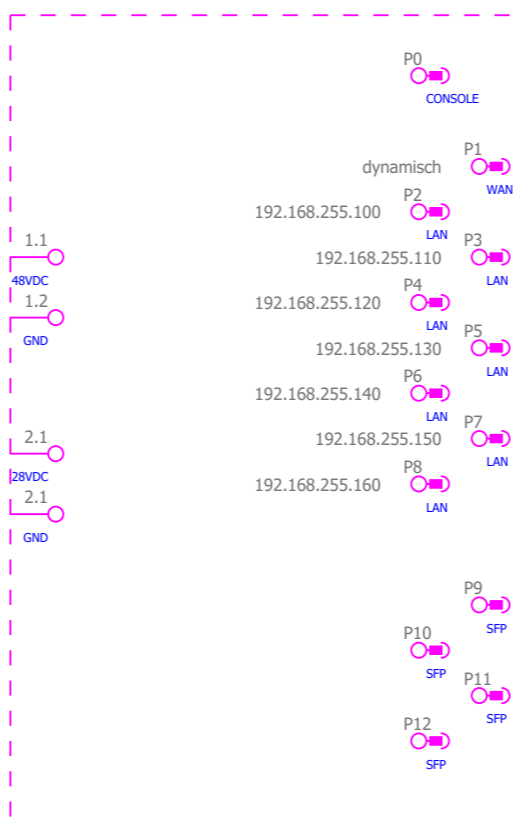 P0
CONSOLE
P1
dynamisch
WAN
P2
192.168.255.100
LAN
P3
192.168.255.110
LAN
1.1
48VDC
P4
192.168.255.120
LAN
1.2
GND
P5
192.168.255.130
LAN
P6
192.168.255.140
LAN
P7
192.168.255.150
LAN
2.1
28VDC
P8
192.168.255.160
LAN
2.1
GND
P9
SFP
P10
SFP
P11
SFP
P12
SFP